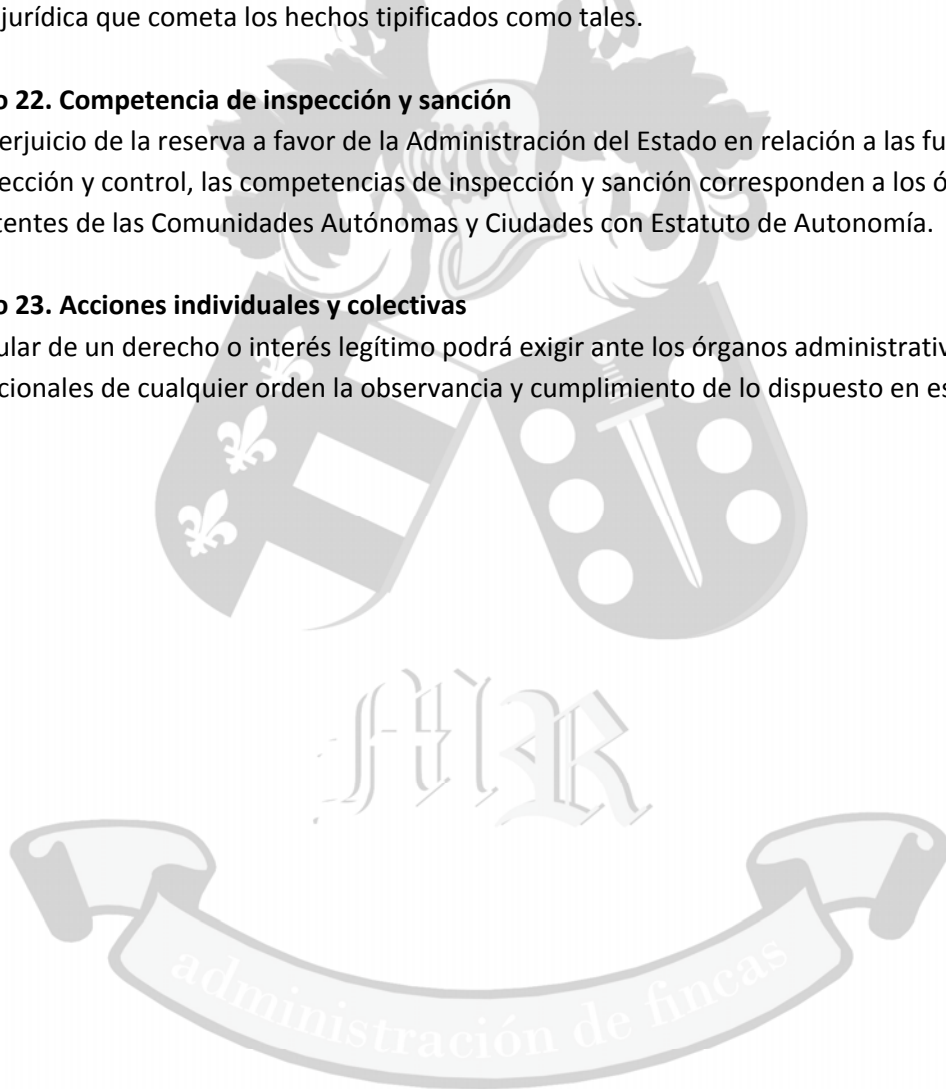 jurídica que cometa los hechos tipificados como tales.
o 22. Competencia de inspección y sanción
erjuicio de la reserva a favor de la Administración del Estado en relación a las fu
ección y control, las competencias de inspección y sanción corresponden a los ó
tentes de las Comunidades Autónomas y Ciudades con Estatuto de Autonomía.
o 23. Acciones individuales y colectivas
ular de un derecho o interés legítimo podrá exigir ante los órganos administrativ
cionales de cualquier orden la observancia y cumplimiento de lo dispuesto en es
MR
administración de fincas